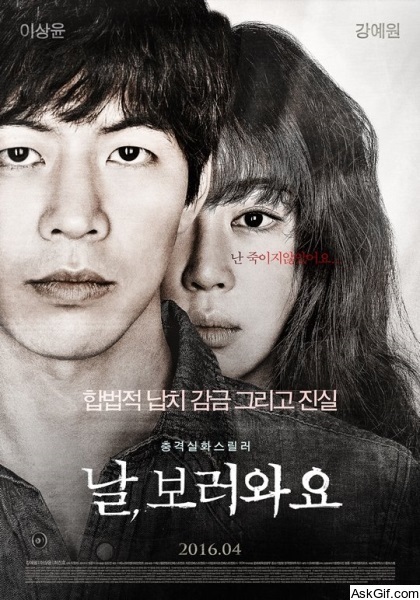 이상윤
강예원
난 죽이지않았어요...
합법적 납치 감금 그리고 진실
충격실화스릴러
날, 보러와요
2016.04
AskGif.com